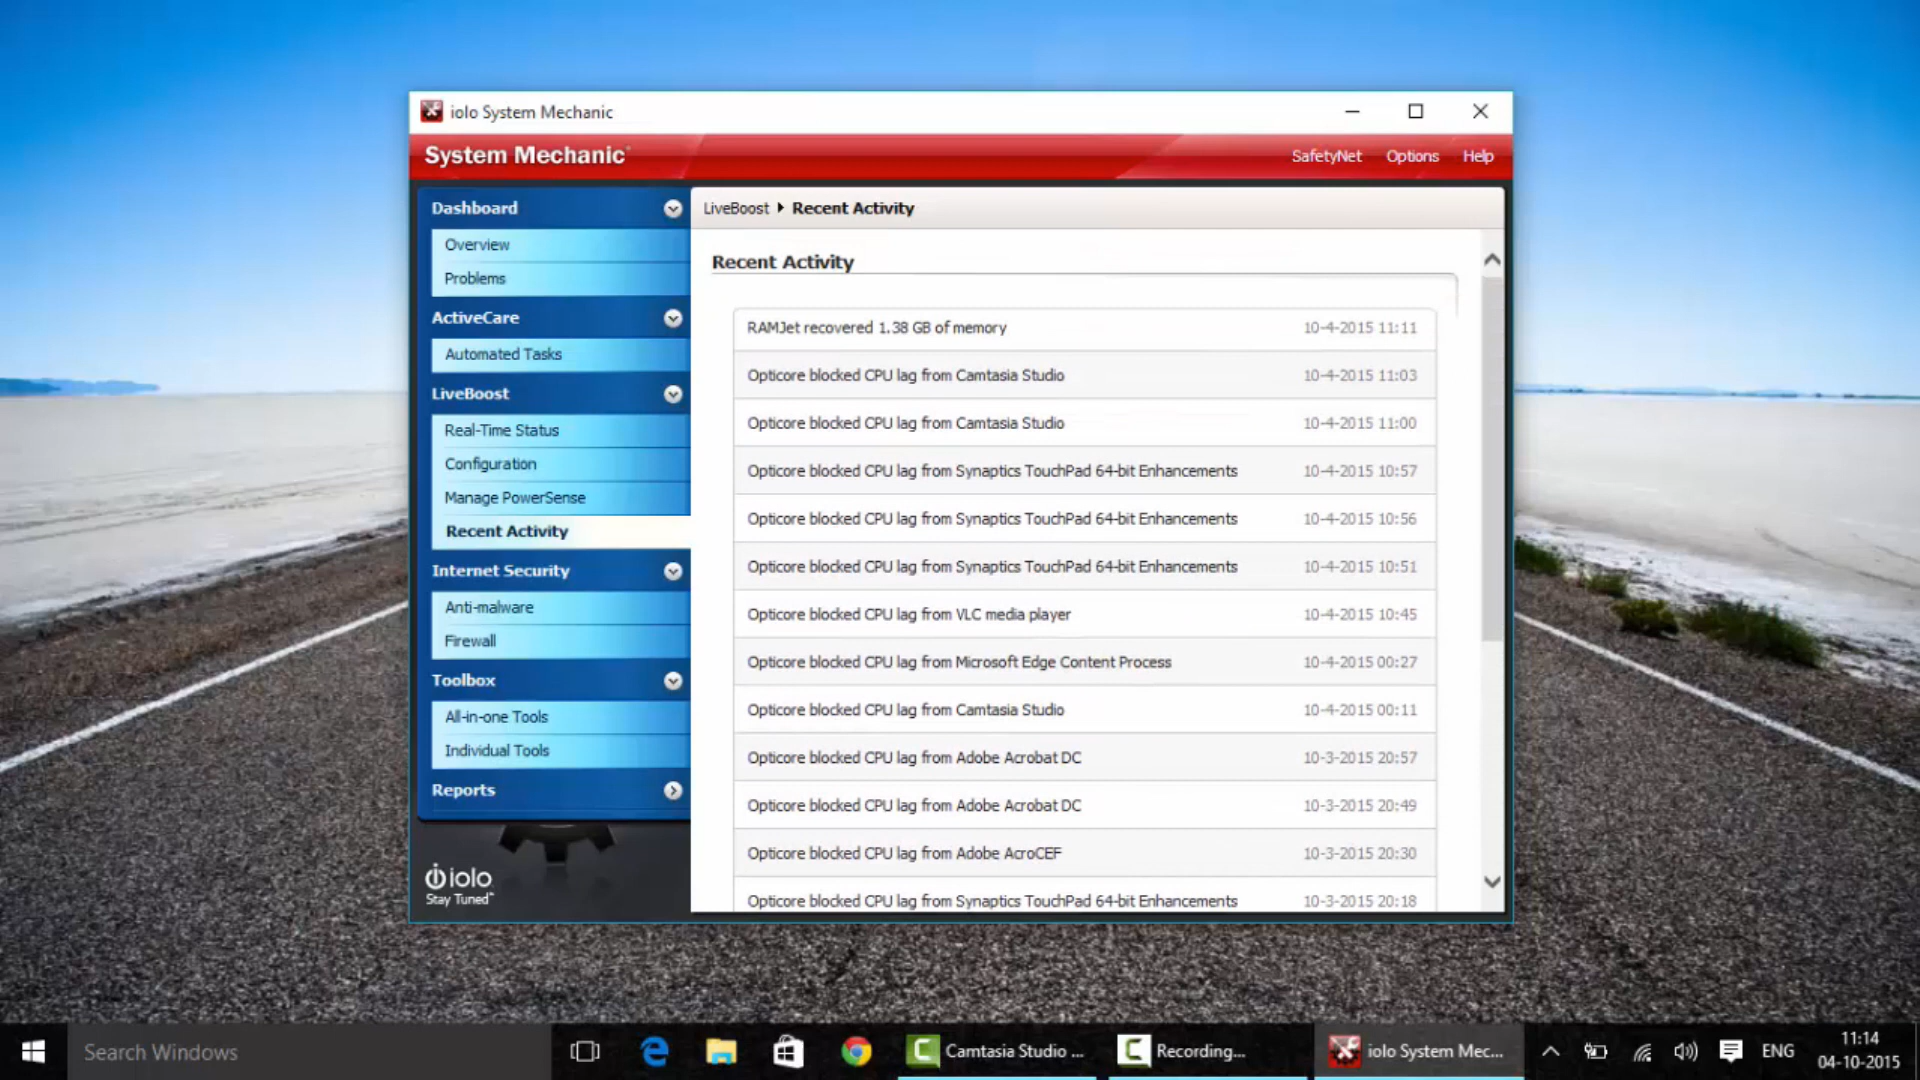 iolo System Mechanic
System Mechanic
SafetyNet Options Help
Dashboard
Overview
Problems
ActiveCare
Automated Tasks
LiveBoost
Real-Time Status
Configuration
Manage PowerSense
Recent Activity
Internet Security
Anti-malware
Firewall
Toolbox
All-in-one Tools
Individual Tools
Reports
iolo
Stay Tuned™
LiveBoost Recent Activity
Recent Activity
RAMJet recovered 1.38 GB of memory 10-4-2015 11:11
Opticore blocked CPU lag from Camtasia Studio 10-4-2015 11:03
Opticore blocked CPU lag from Camtasia Studio 10-4-2015 11:00
Opticore blocked CPU lag from Synaptics TouchPad 64-bit Enhancements 10-4-2015 10:57
Opticore blocked CPU lag from Synaptics TouchPad 64-bit Enhancements 10-4-2015 10:56
Opticore blocked CPU lag from Synaptics TouchPad 64-bit Enhancements 10-4-2015 10:51
Opticore blocked CPU lag from VLC media player 10-4-2015 10:45
Opticore blocked CPU lag from Microsoft Edge Content Process 10-4-2015 00:27
Opticore blocked CPU lag from Camtasia Studio 10-4-2015 00:11
Opticore blocked CPU lag from Adobe Acrobat DC 10-3-2015 20:57
Opticore blocked CPU lag from Adobe Acrobat DC 10-3-2015 20:49
Opticore blocked CPU lag from Adobe AcroCEF 10-3-2015 20:30
Opticore blocked CPU lag from Synaptics TouchPad 64-bit Enhancements 10-3-2015 20:18
Search Windows
Camtasia Studio ...
Recording...
iolo System Mec...
ENG
11:14
04-10-2015